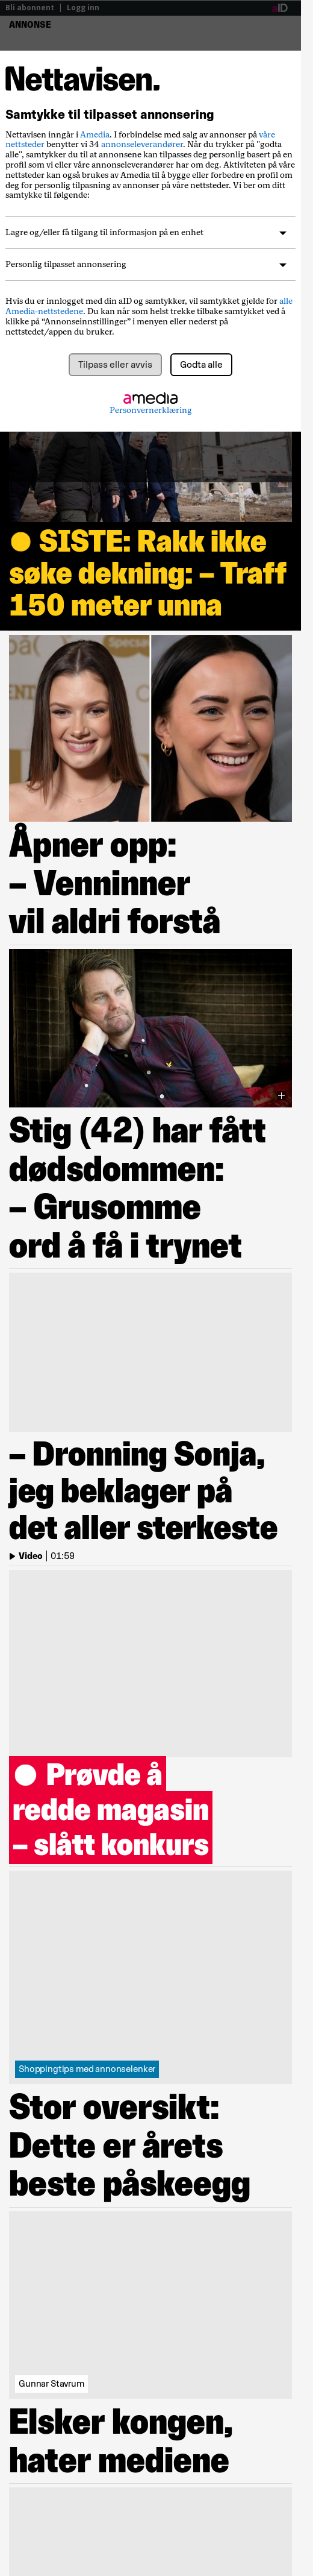 Bli abonnent | Logg inn
aID
ANNONSE
Nettavisen.
Samtykke til tilpasset annonsering
Nettavisen inngår i Amedia. I forbindelse med salg av annonser på våre
nettsteder benytter vi 34 annonseleverandører. Når du trykker på "godta
alle", samtykker du til at annonsene kan tilpasses deg personlig basert på en
profil som vi eller våre annonseleverandører har om deg. Aktiviteten på våre
nettsteder kan også brukes av Amedia til å bygge eller forbedre en profil om
deg for personlig tilpasning av annonser på våre nettsteder. Vi ber om ditt
samtykke til følgende:
Lagre og/eller få tilgang til informasjon på en enhet
Personlig tilpasset annonsering
Hvis du er innlogget med din aID og samtykker, vil samtykket gjelde for alle
Amedia-nettstedene. Du kan når som helst trekke tilbake samtykket ved å
klikke på “Annonseinnstillinger” i menyen eller nederst på
nettstedet/appen du bruker.
Tilpass eller avvis
Godta alle
amedia
Personvernerklæring
SISTE: Rakk ikke
søke dekning: – Traff
150 meter unna
Åpner opp:
– Venninner
vil aldri forstå
Stig (42) har fått
dødsdommen:
– Grusomme
ord å få i trynet
– Dronning Sonja,
jeg beklager på
det aller sterkeste
Video | 01:59
Prøvde å
redde magasin
– slått konkurs
Shoppingtips med annonselenker
Stor oversikt:
Dette er årets
beste påskeegg
Gunnar Stavrum
Elsker kongen,
hater mediene